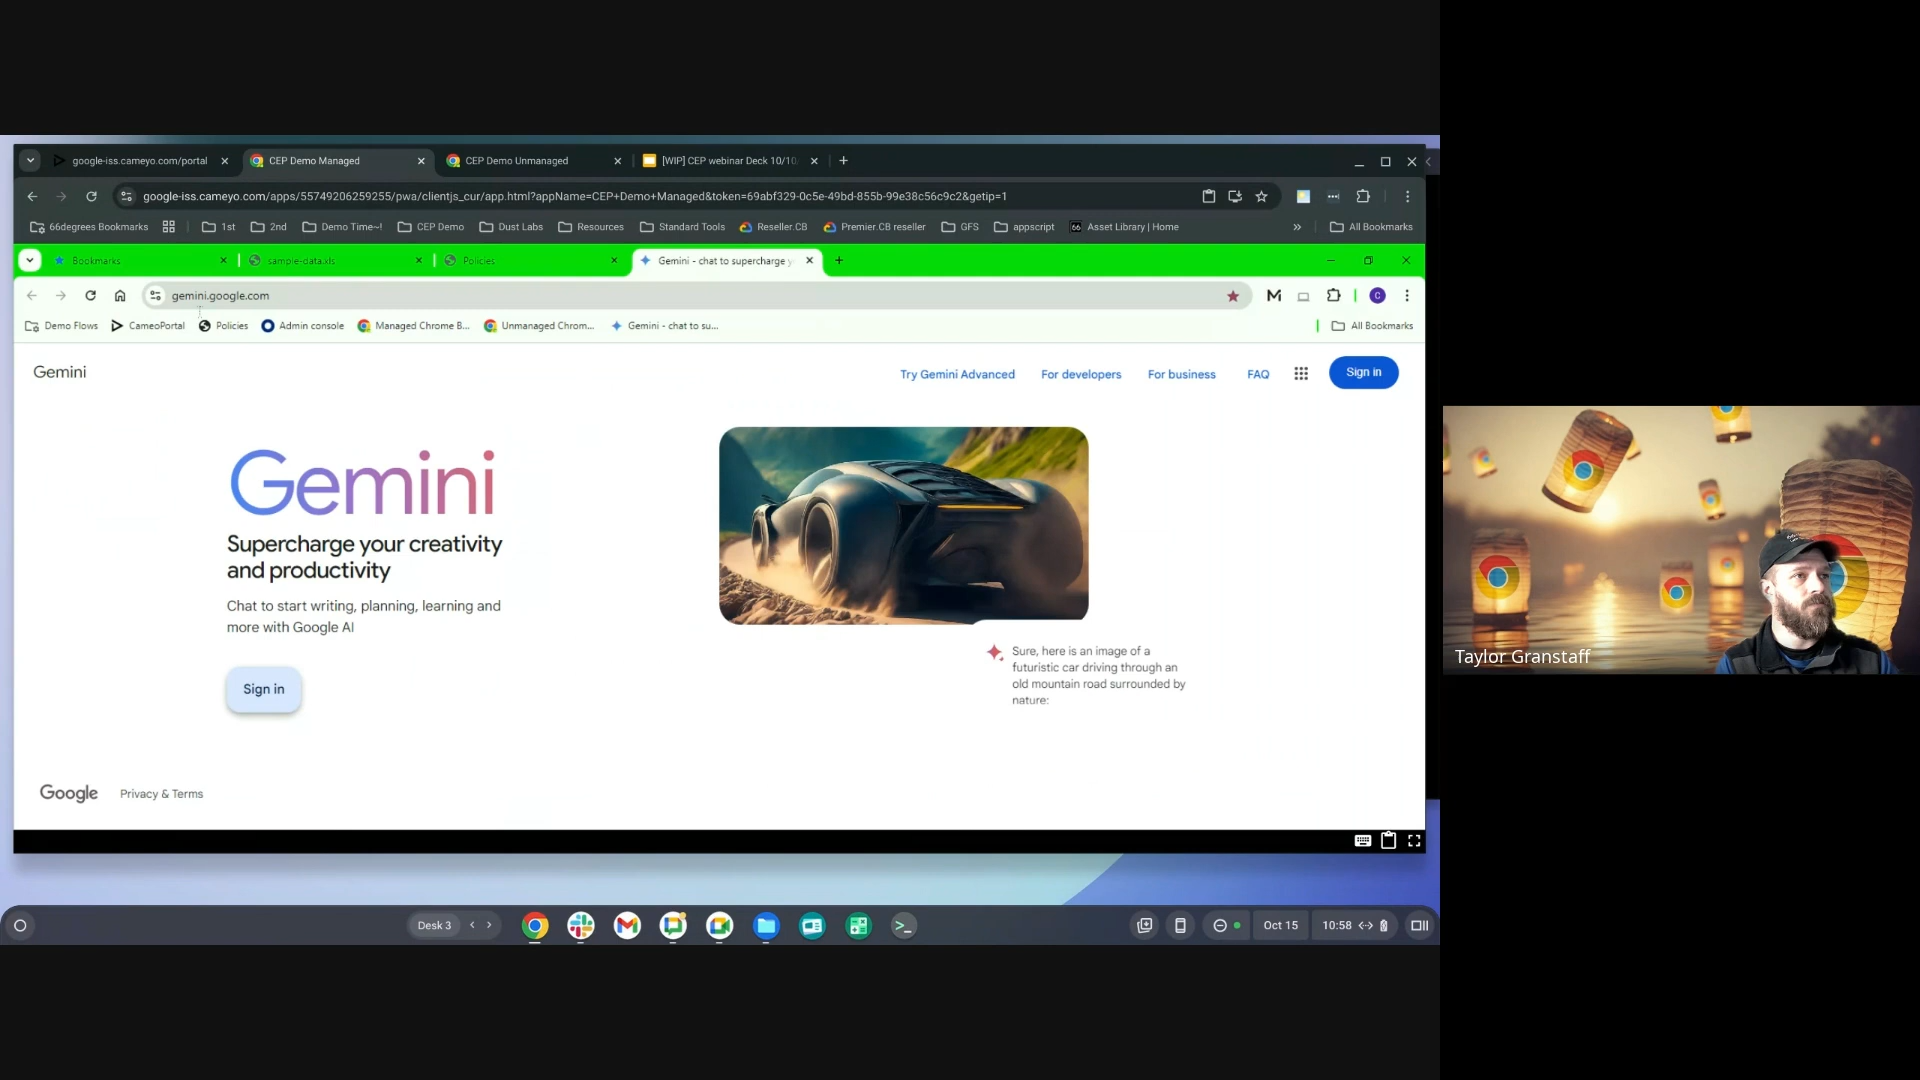 google-iss.cameyo.com/portal
CEP Demo Managed
CEP Demo Unmanaged
[WIP] CEP webinar Deck 10/10
google-iss.cameyo.com/apps/55749206259255/pwa/clientjs_cur/app.html?appName=CEP+Demo+Managed&token=69abf329-0c5e-49bd-855b-99e38c56c9c2&getip=1
66degrees Bookmarks
1st
2nd
Demo Time~!
CEP Demo
Dust Labs
Resources
Standard Tools
Reseller.CB
Premier.CB reseller
GFS
appscript
66
Asset Library | Home
All Bookmarks
Bookmarks
sample-data.xls
Policies
Gemini - chat to supercharge y
gemini.google.com
M
C
Demo Flows
CameoPortal
Policies
Admin console
Managed Chrome B...
Unmanaged Chrom...
Gemini - chat to su...
All Bookmarks
Gemini
Try Gemini Advanced
For developers
For business
FAQ
Sign in
Gemini
Supercharge your creativity
and productivity
Chat to start writing, planning, learning and
more with Google AI
Sign in
Sure, here is an image of a
futuristic car driving through an
old mountain road surrounded by
nature:
Google
Privacy & Terms
Taylor Granstaff
Desk 3
Oct 15
10:58